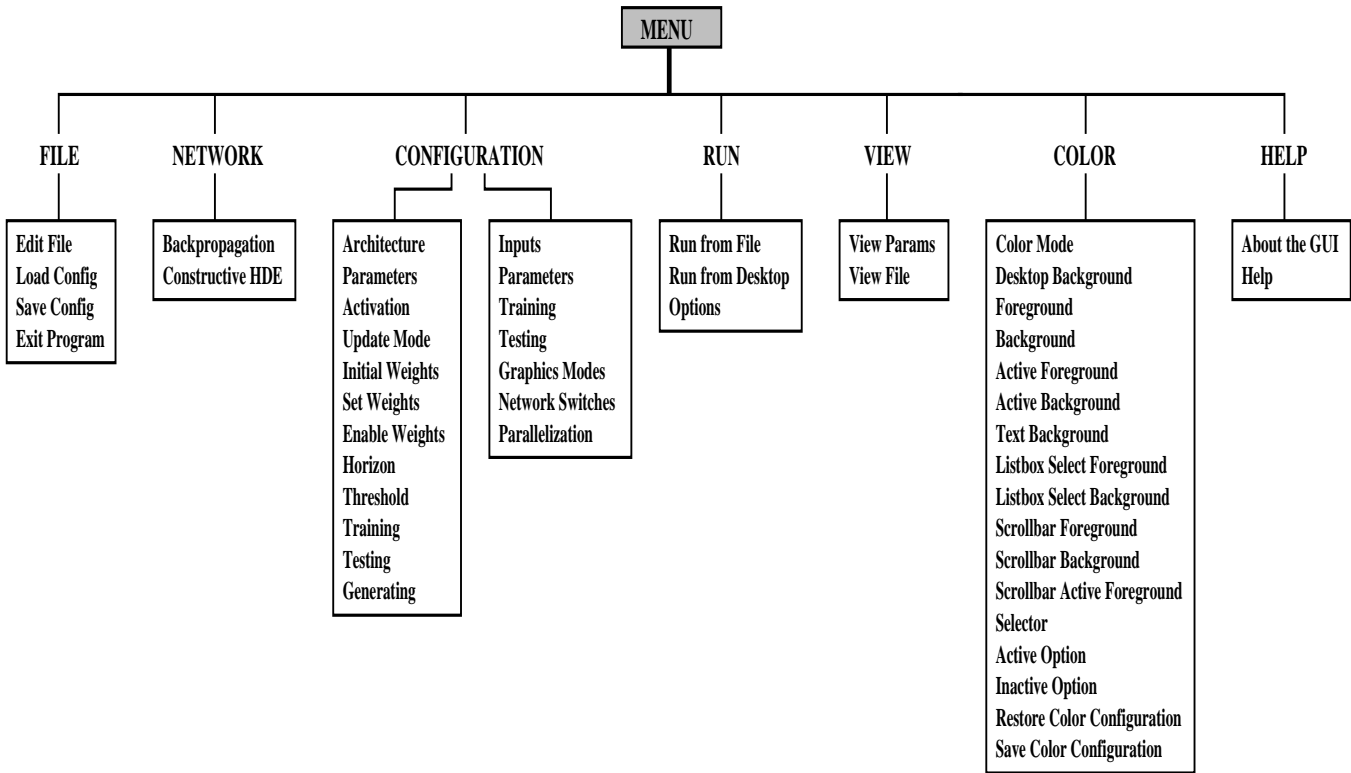 MENU
FILE
NETWORK
CONFIGURATION
RUN
VIEW
COLOR
HELP
Edit File
Load Config
Save Config
Exit Program
Backpropagation
Constructive HDE
Architecture
Parameters
Activation
Update Mode
Initial Weights
Set Weights
Enable Weights
Horizon
Threshold
Training
Testing
Generating
Inputs
Parameters
Training
Testing
Graphics Modes
Network Switches
Parallelization
Run from File
Run from Desktop
Options
View Params
View File
Color Mode
Desktop Background
Foreground
Background
Active Foreground
Active Background
Text Background
Listbox Select Foreground
Listbox Select Background
Scrollbar Foreground
Scrollbar Background
Scrollbar Active Foreground
Selector
Active Option
Inactive Option
Restore Color Configuration
Save Color Configuration
About the GUI
Help